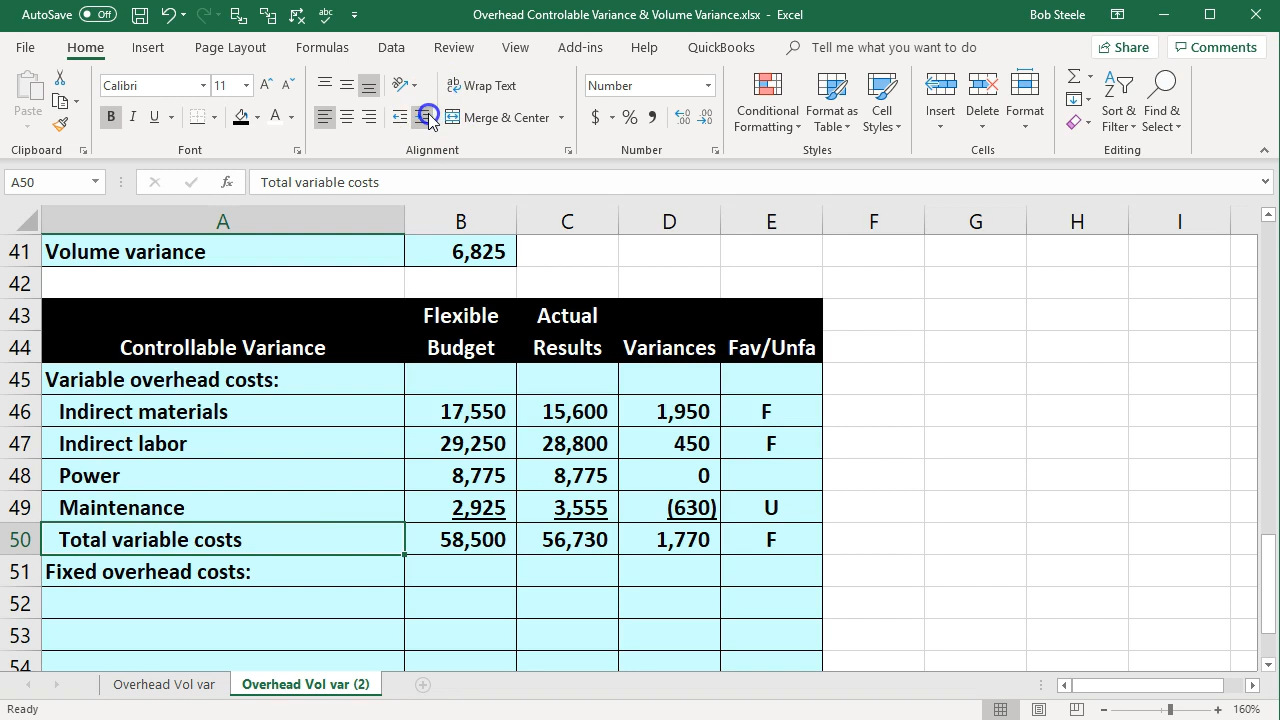 AutoSave Off Overhead Controlable Variance & Volume Variance.xlsx - Excel Bob Steele
File Home Insert Page Layout Formulas Data Review View Add-ins Help QuickBooks Tell me what you want to do Share Comments
Paste Calibri 11 A A ab Wrap Text Number Conditional Formatting Format as Table Cell Styles Insert Delete Format Sort & Filter Find & Select
B I U A Merge & Center $ % ,
Clipboard Font Alignment Number Styles Cells Editing
A50 fx Total variable costs
A B C D E F G H I
41 Volume variance 6,825
42
43 Flexible Actual
44 Controllable Variance Budget Results Variances Fav/Unfa
45 Variable overhead costs:
46 Indirect materials 17,550 15,600 1,950 F
47 Indirect labor 29,250 28,800 450 F
48 Power 8,775 8,775 0
49 Maintenance 2,925 3,555 (630) U
50 Total variable costs 58,500 56,730 1,770 F
51 Fixed overhead costs:
52
53
54
Overhead Vol var Overhead Vol var (2)
Ready 160%